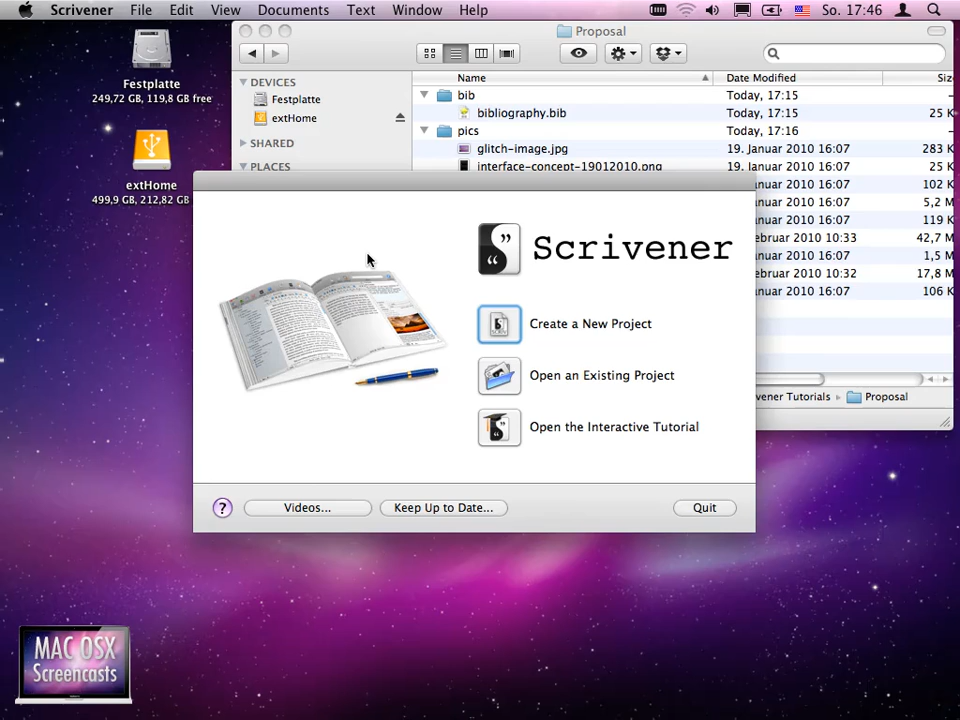 Scrivener File Edit View Documents Text Window Help So. 17:46
Festplatte
249,72 GB, 119,8 GB free
extHome
499,9 GB, 212,82 GB
Proposal
DEVICES
Festplatte
extHome
SHARED
PLACES
Name Date Modified Size
bib Today, 17:15 –
bibliography.bib Today, 17:15 25 K
pics Today, 17:16 –
glitch-image.jpg 19. Januar 2010 16:07 283 K
interface-concept-19012010.png 19. Januar 2010 16:07 25 K
anuar 2010 16:07 102 K
anuar 2010 16:07 5,2 M
anuar 2010 16:07 119 K
ebruar 2010 10:33 42,7 M
anuar 2010 16:07 1,5 M
ebruar 2010 10:32 17,8 M
anuar 2010 16:07 106 K
vener Tutorials Proposal
Scrivener
Create a New Project
Open an Existing Project
Open the Interactive Tutorial
? Videos... Keep Up to Date... Quit
MAC OSX
Screencasts